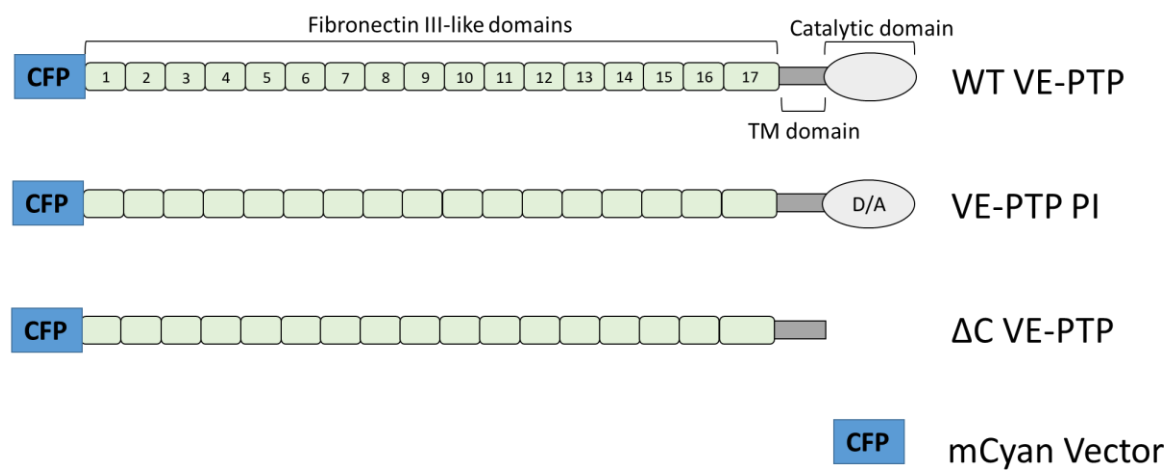 Fibronectin III-like domains
Catalytic domain
CFP 1 2 3 4 5 6 7 8 9 10 11 12 13 14 15 16 17 WT VE-PTP
TM domain
CFP D/A VE-PTP PI
CFP ΔC VE-PTP
CFP mCyan Vector